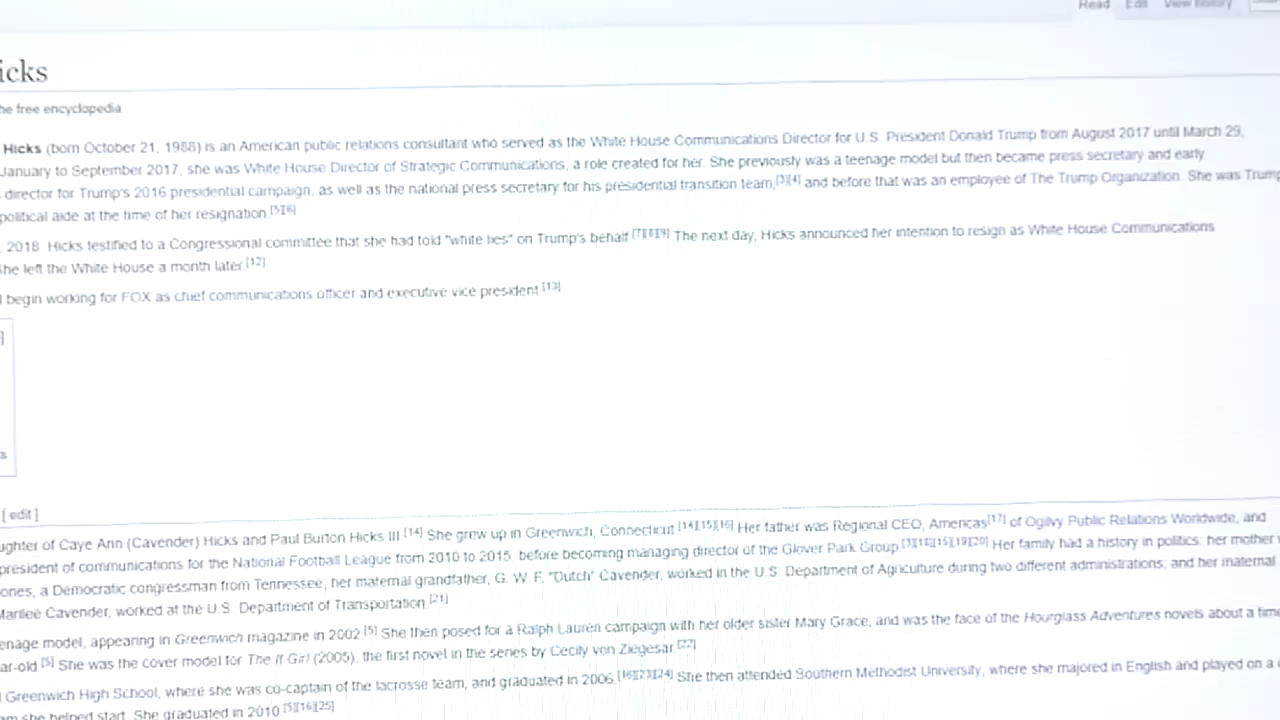 Read Edit View history
icks
he free encyclopedia
Hicks (born October 21, 1988) is an American public relations consultant who served as the White House Communications Director for U.S. President Donald Trump from August 2017 until March 29,
January to September 2017, she was White House Director of Strategic Communications, a role created for her. She previously was a teenage model but then became press secretary and early
director for Trump's 2016 presidential campaign, as well as the national press secretary for his presidential transition team,[3][4] and before that was an employee of The Trump Organization. She was Trump
political aide at the time of her resignation.[5][6]
, 2018 Hicks testified to a Congressional committee that she had told "white lies" on Trump's behalf.[7][8][9] The next day, Hicks announced her intention to resign as White House Communications
he left the White House a month later.[12]
l begin working for FOX as chief communications officer and executive vice president.[13]
]
s
[ edit ]
ughter of Caye Ann (Cavender) Hicks and Paul Burton Hicks III.[14] She grew up in Greenwich, Connecticut.[14][15][16] Her father was Regional CEO, Americas[17] of Ogilvy Public Relations Worldwide, and
president of communications for the National Football League from 2010 to 2015, before becoming managing director of the Glover Park Group.[3][18][15][19][20] Her family had a history in politics: her mother
ones, a Democratic congressman from Tennessee; her maternal grandfather, G. W. F. "Dutch" Cavender, worked in the U.S. Department of Agriculture during two different administrations; and her maternal
Marilee Cavender, worked at the U.S. Department of Transportation.[21]
enage model, appearing in Greenwich magazine in 2002.[5] She then posed for a Ralph Lauren campaign with her older sister Mary Grace, and was the face of the Hourglass Adventures novels about a time
ar-old.[5] She was the cover model for The It Girl (2005), the first novel in the series by Cecily von Ziegesar.[22]
Greenwich High School, where she was co-captain of the lacrosse team, and graduated in 2006.[16][23][24] She then attended Southern Methodist University, where she majored in English and played on a
am she helped start. She graduated in 2010.[5][16][25]